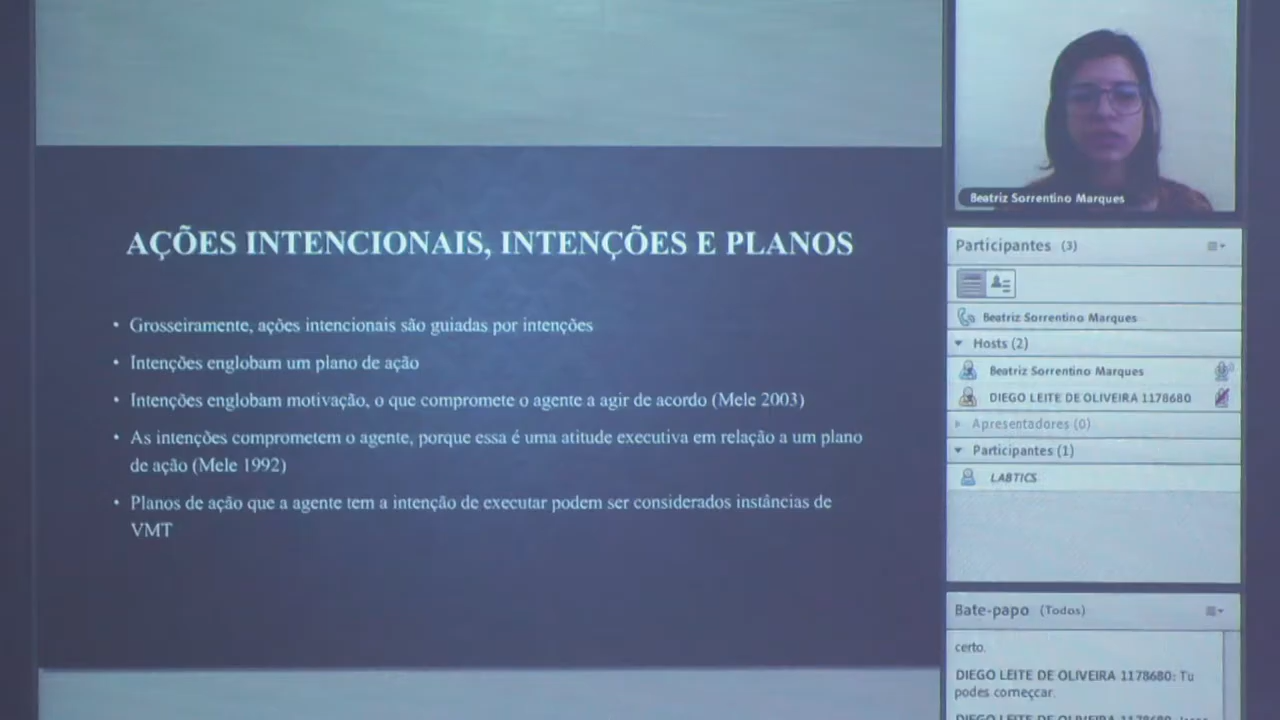 AÇÕES INTENCIONAIS, INTENÇÕES E PLANOS
• Grosseiramente, ações intencionais são guiadas por intenções
• Intenções englobam um plano de ação
• Intenções englobam motivação, o que compromete o agente a agir de acordo (Mele 2003)
• As intenções comprometem o agente, porque essa é uma atitude executiva em relação a um plano
de ação (Mele 1992)
• Planos de ação que a agente tem a intenção de executar podem ser considerados instâncias de
VMT
Beatriz Sorrentino Marques
Participantes (3)
Beatriz Sorrentino Marques
Hosts (2)
Beatriz Sorrentino Marques
DIEGO LEITE DE OLIVEIRA 1178680
Apresentadores (0)
Participantes (1)
LABTICS
Bate-papo (Todos)
certo.
DIEGO LEITE DE OLIVEIRA 1178680: Tu
podes começcar.
DIEGO LEITE DE OLIVEIRA 1178680: